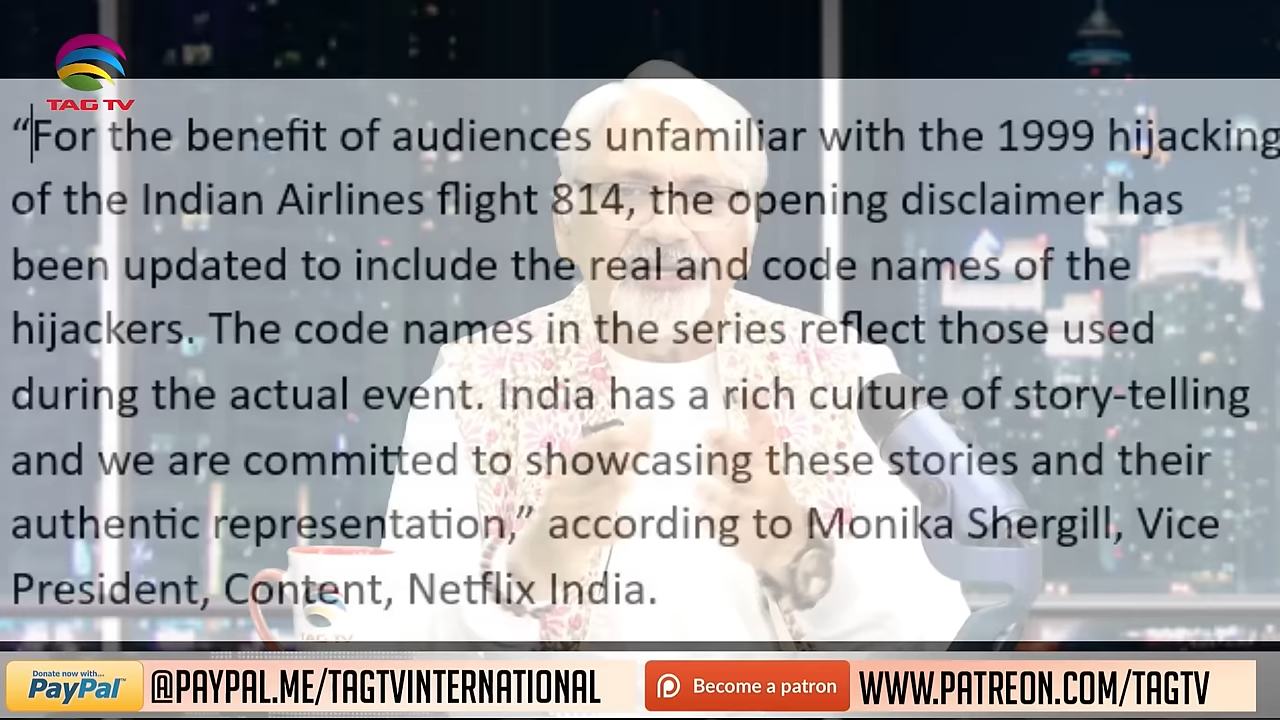 TAG TV
“For the benefit of audiences unfamiliar with the 1999 hijacking
of the Indian Airlines flight 814, the opening disclaimer has
been updated to include the real and code names of the
hijackers. The code names in the series reflect those used
during the actual event. India has a rich culture of story-telling
and we are committed to showcasing these stories and their
authentic representation,” according to Monika Shergill, Vice
President, Content, Netflix India.
TAG TV
Donate now with...
PayPal @PAYPAL.ME/TAGTVINTERNATIONAL
Become a patron WWW.PATREON.COM/TAGTV